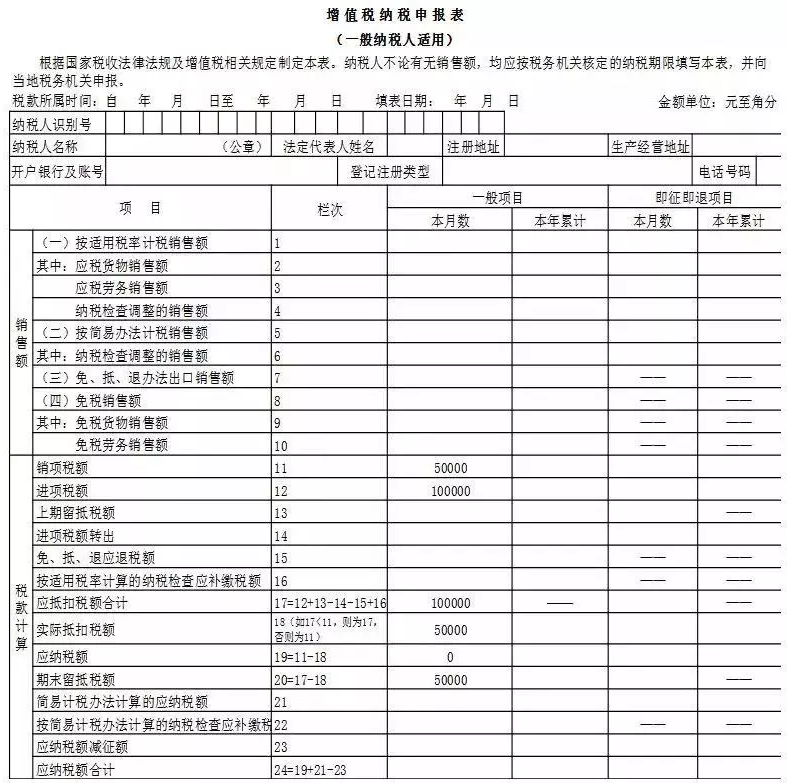 增值税纳税申报表
（一般纳税人适用）
根据国家税收法律法规及增值税相关规定制定本表。纳税人不论有无销售额，均应按税务机关核定的纳税期限填写本表，并向
当地税务机关申报。
税款所属时间：自 年 月 日至 年 月 日 填表日期： 年 月 日 金额单位：元至角分
纳税人识别号
纳税人名称 （公章） 法定代表人姓名 注册地址 生产经营地址
开户银行及账号 登记注册类型 电话号码
项 目 栏次 一般项目 即征即退项目
本月数 本年累计 本月数 本年累计
销售额
（一）按适用税率计税销售额 1
其中：应税货物销售额 2
应税劳务销售额 3
纳税检查调整的销售额 4
（二）按简易办法计税销售额 5
其中：纳税检查调整的销售额 6
（三）免、抵、退办法出口销售额 7 —— ——
（四）免税销售额 8 —— ——
其中：免税货物销售额 9 —— ——
免税劳务销售额 10 —— ——
税款计算
销项税额 11 50000
进项税额 12 100000
上期留抵税额 13 ——
进项税额转出 14
免、抵、退应退税额 15 —— ——
按适用税率计算的纳税检查应补缴税额 16 —— ——
应抵扣税额合计 17=12+13-14-15+16 100000 —— ——
实际抵扣税额 18（如17<11，则为17，否则为11） 50000
应纳税额 19=11-18 0
期末留抵税额 20=17-18 50000 ——
简易计税办法计算的应纳税额 21
按简易计税办法计算的纳税检查应补缴税 22 —— ——
应纳税额减征额 23
应纳税额合计 24=19+21-23